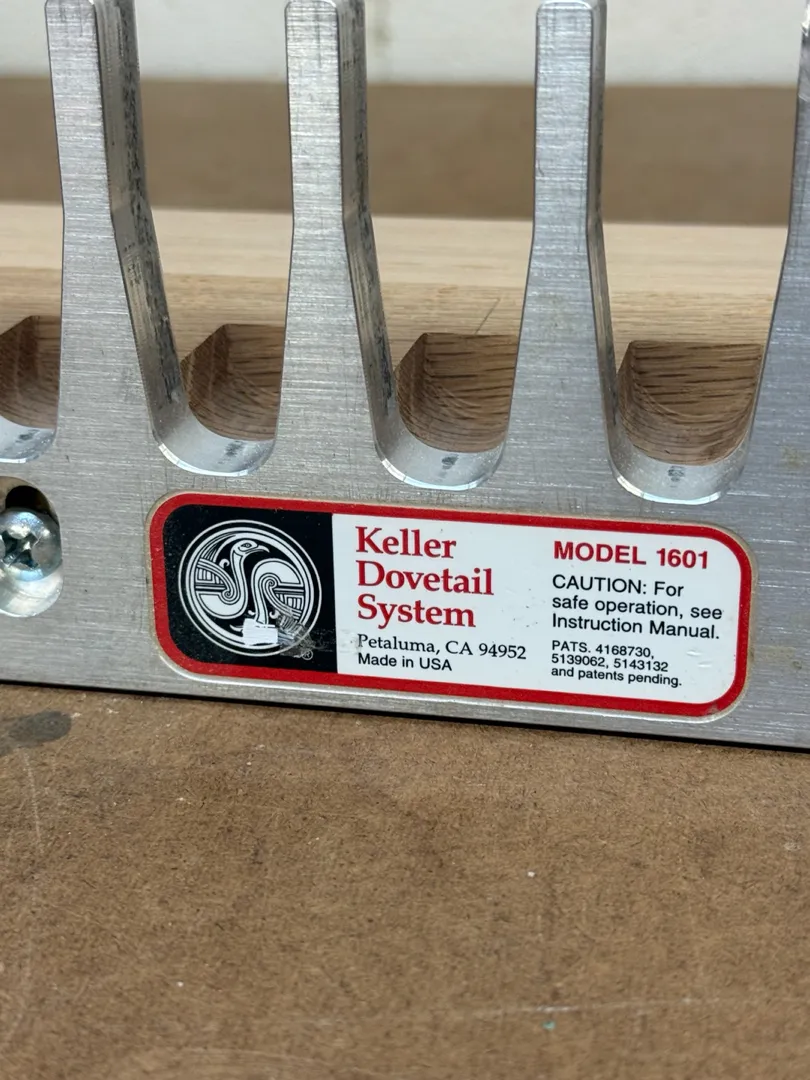 Keller
Dovetail
System
Petaluma, CA 94952
Made in USA
®
MODEL 1601
CAUTION: For
safe operation, see
Instruction Manual.
PATS. 4168730,
5139062, 5143132
and patents pending.